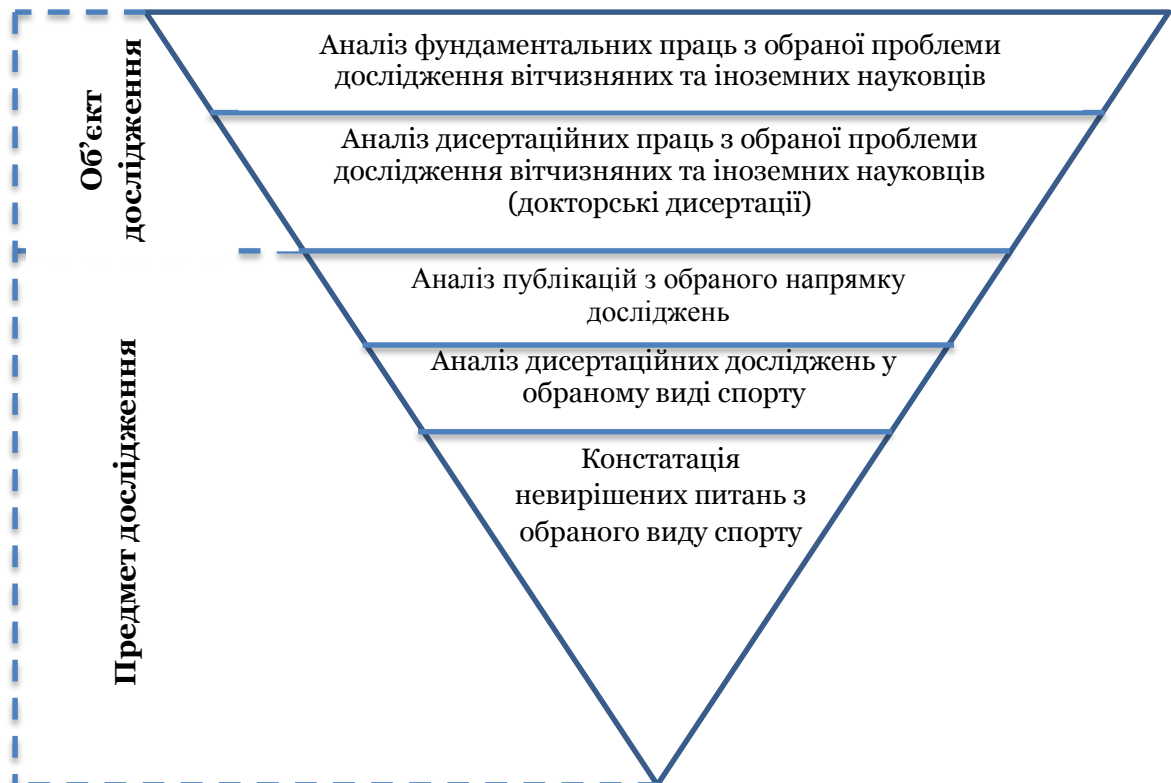 Об’єкт
дослідження
Аналіз фундаментальних праць з обраної проблеми
дослідження вітчизняних та іноземних науковців
Аналіз дисертаційних праць з обраної проблеми
дослідження вітчизняних та іноземних науковців
(докторські дисертації)
Предмет дослідження
Аналіз публікацій з обраного напрямку
досліджень
Аналіз дисертаційних досліджень у
обраному виді спорту
Констатація
невирішених питань з
обраного виду спорту